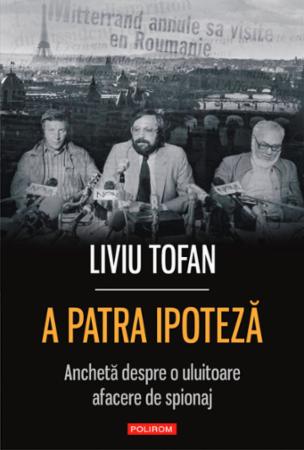 Mitterrand annule sa visite
en Roumanie
LIVIU TOFAN
A PATRA IPOTEZĂ
Anchetă despre o uluitoare
afacere de spionaj
POLIROM